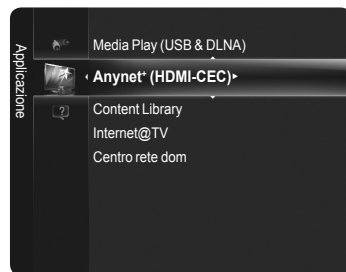 Applicazione
Media Play (USB & DLNA)
Anynet+ (HDMI-CEC)
Content Library
Internet@TV
Centro rete dom